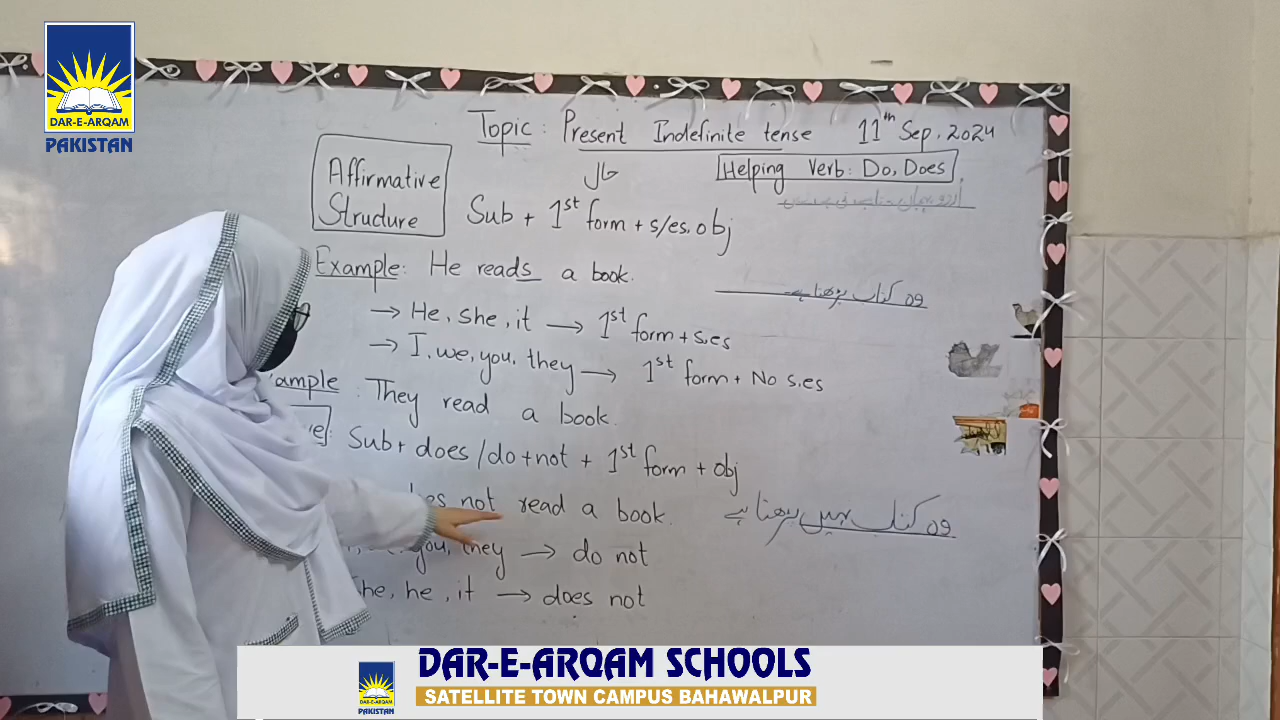 DAR-E-ARQAM
PAKISTAN
Topic: Present Indefinite tense 11th Sep, 2024
حال
Helping Verb: Do, Does
Affirmative
Structure
Sub + 1st form + s/es. obj
Example: He reads a book.
وہ کتاب پڑھتا ہے
→ He, she, it → 1st form + s.es
→ I, we, you, they → 1st form + No s.es
ample : They read a book.
ve: Sub + does / do + not + 1st form + obj
es not read a book.
وہ کتاب نہیں پڑھتا ہے
you, they → do not
he, he, it → does not
DAR-E-ARQAM SCHOOLS
SATELLITE TOWN CAMPUS BAHAWALPUR
PAKISTAN